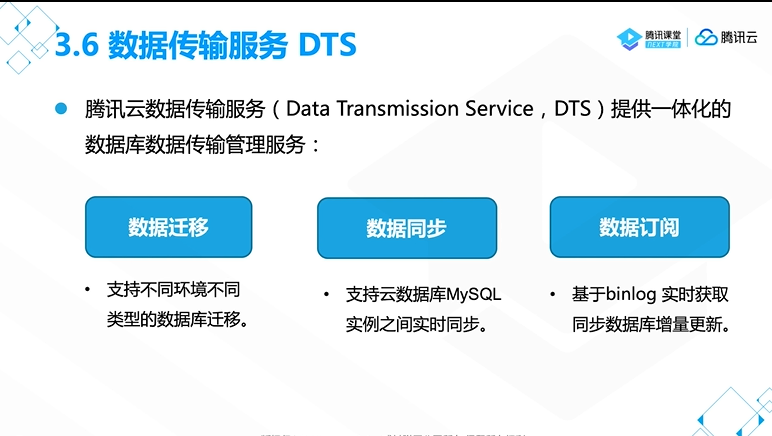 3.6 数据传输服务 DTS
腾讯课堂
NEXT学院
腾讯云
腾讯云数据传输服务（Data Transmission Service，DTS）提供一体化的
数据库数据传输管理服务：
数据迁移
数据同步
数据订阅
• 支持不同环境不同
类型的数据库迁移。
• 支持云数据库MySQL
实例之间实时同步。
• 基于binlog 实时获取
同步数据库增量更新。